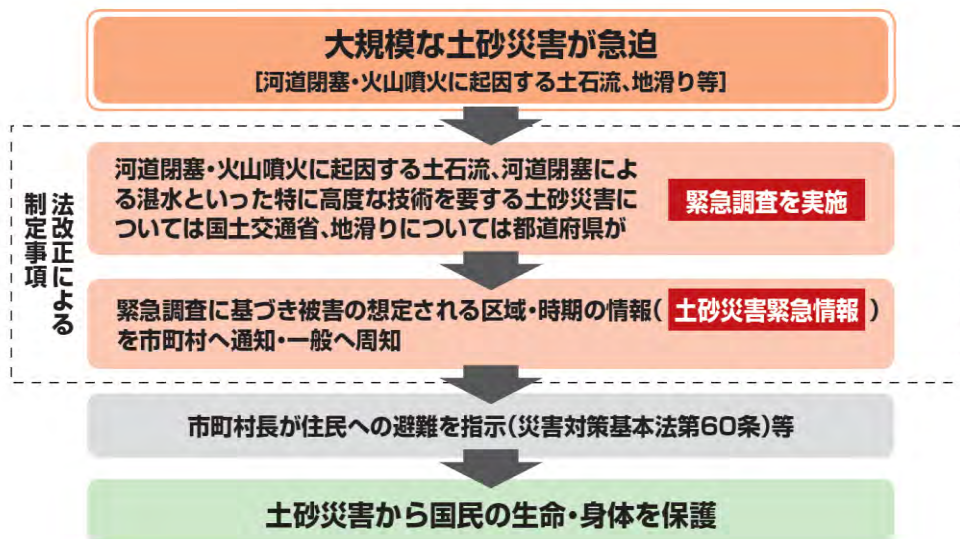 大規模な土砂災害が急迫
[河道閉塞・火山噴火に起因する土石流、地滑り等]
法改正による
制定事項
河道閉塞・火山噴火に起因する土石流、河道閉塞によ
る湛水といった特に高度な技術を要する土砂災害に
ついては国土交通省、地滑りについては都道府県が
緊急調査を実施
緊急調査に基づき被害の想定される区域・時期の情報( 土砂災害緊急情報 )
を市町村へ通知・一般へ周知
市町村長が住民への避難を指示(災害対策基本法第60条)等
土砂災害から国民の生命・身体を保護